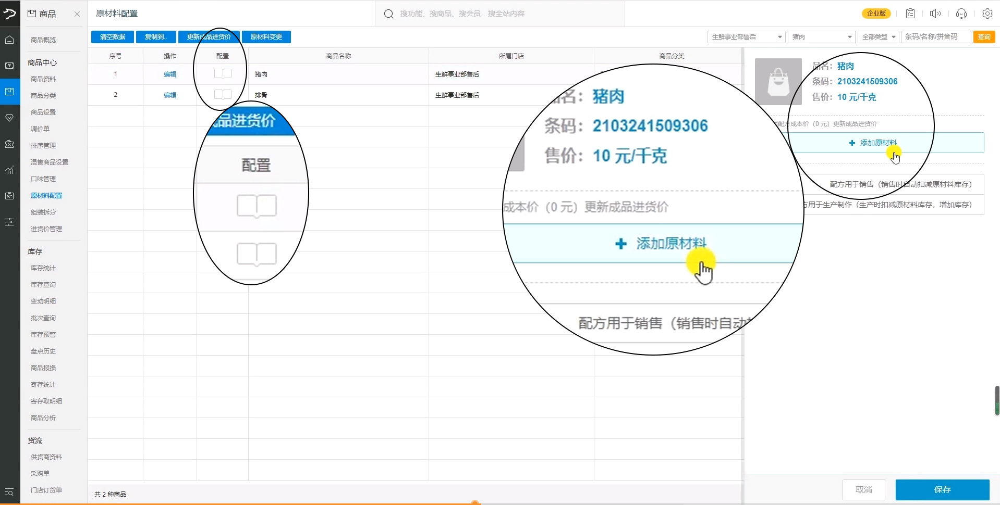 商品
原材料配置
搜功能、搜商品、搜会员…搜全站内容
企业版
清空数据
复制到..
更新成品进货价
原材料变更
生鲜事业部售后
猪肉
全部类型
条码/名称/拼音码
查询
商品概览
商品中心
商品资料
商品分类
商品设置
调价单
排序管理
混售商品设置
口味管理
原材料配置
组装拆分
进货价管理
库存
库存统计
库存查询
变动明细
批次查询
库存预警
盘点历史
商品报损
寄存统计
寄存取明细
商品分析
货流
供货商资料
采购单
门店订货单
序号 操作 配置 商品名称 所属门店 商品分类
1 编辑 猪肉 生鲜事业部售后
2 编辑 排骨 生鲜事业部售后
品进货价
配置
名：猪肉
条码：2103241509306
售价：10 元/千克
成本价（0 元）更新成品进货价
添加原材料
配方用于销售（销售时自动
品名：猪肉
条码：2103241509306
售价：10 元/千克
配方成本价（0 元）更新成品进货价
添加原材料
配方用于销售（销售时自动扣减原材料库存）
用于生产制作（生产时扣减原材料库存，增加库存）
共 2 种商品
取消
保存